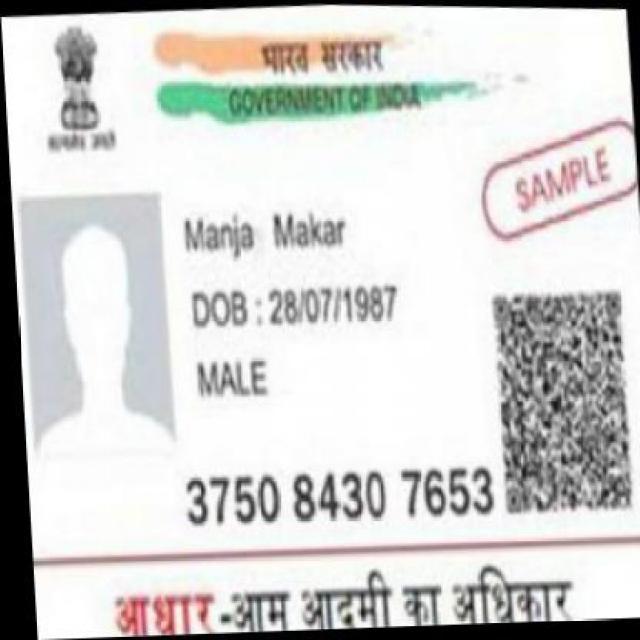 भारत सरकार
GOVERNMENT OF INDIA
सत्यमेव जयते
SAMPLE
Manja Makar
DOB : 28/07/1987
MALE
3750 8430 7653
आधार-आम आदमी का अधिकार